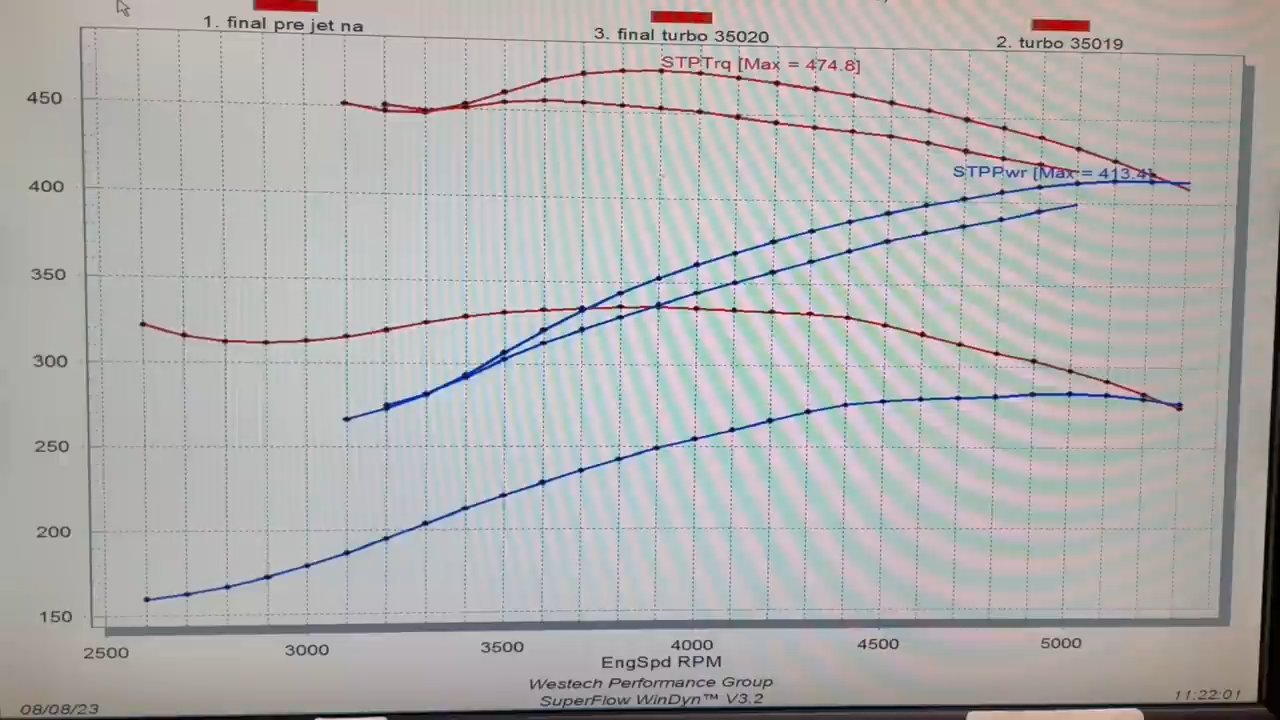 1. final pre jet na
3. final turbo 35020
2. turbo 35019
STPTrq [Max = 474.8]
450
STPPwr [Max = 413.4]
400
350
300
250
200
150
2500 3000 3500 4000 4500 5000
EngSpd RPM
Westech Performance Group
SuperFlow WinDyn™ V3.2
08/08/23
11:22:01